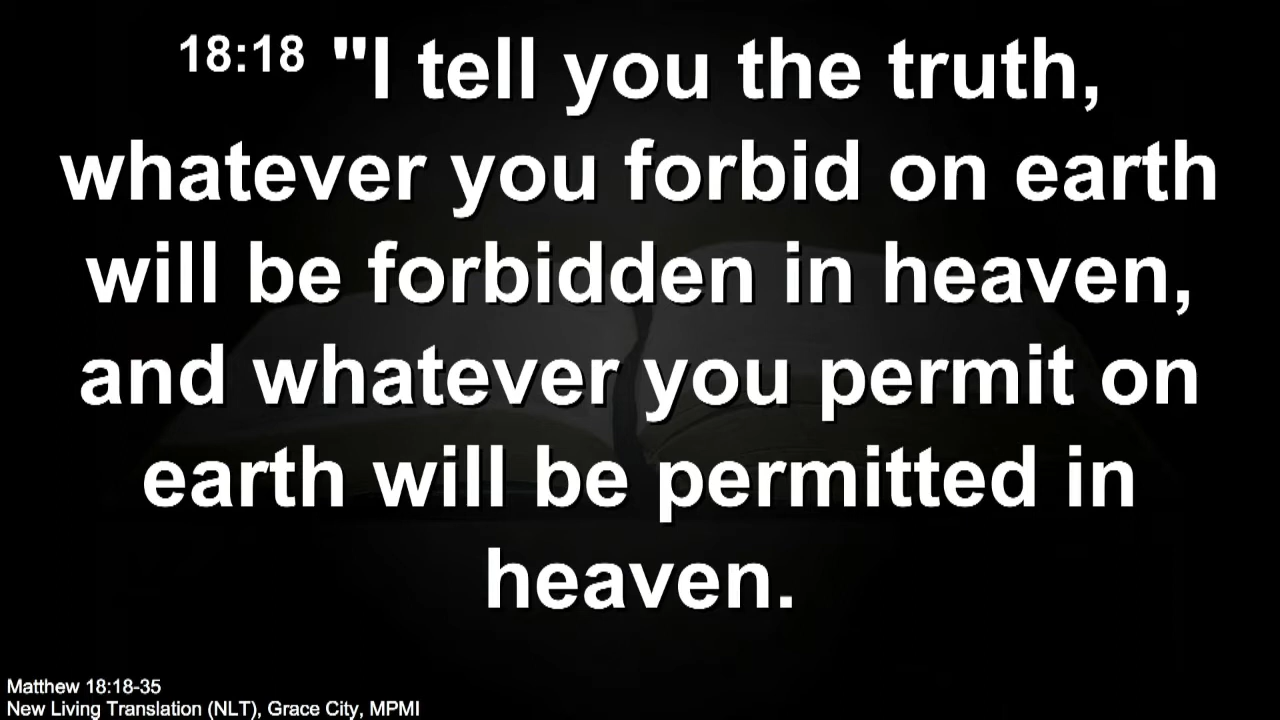 18:18 "I tell you the truth,
whatever you forbid on earth
will be forbidden in heaven,
and whatever you permit on
earth will be permitted in
heaven.
Matthew 18:18-35
New Living Translation (NLT), Grace City, MPMI